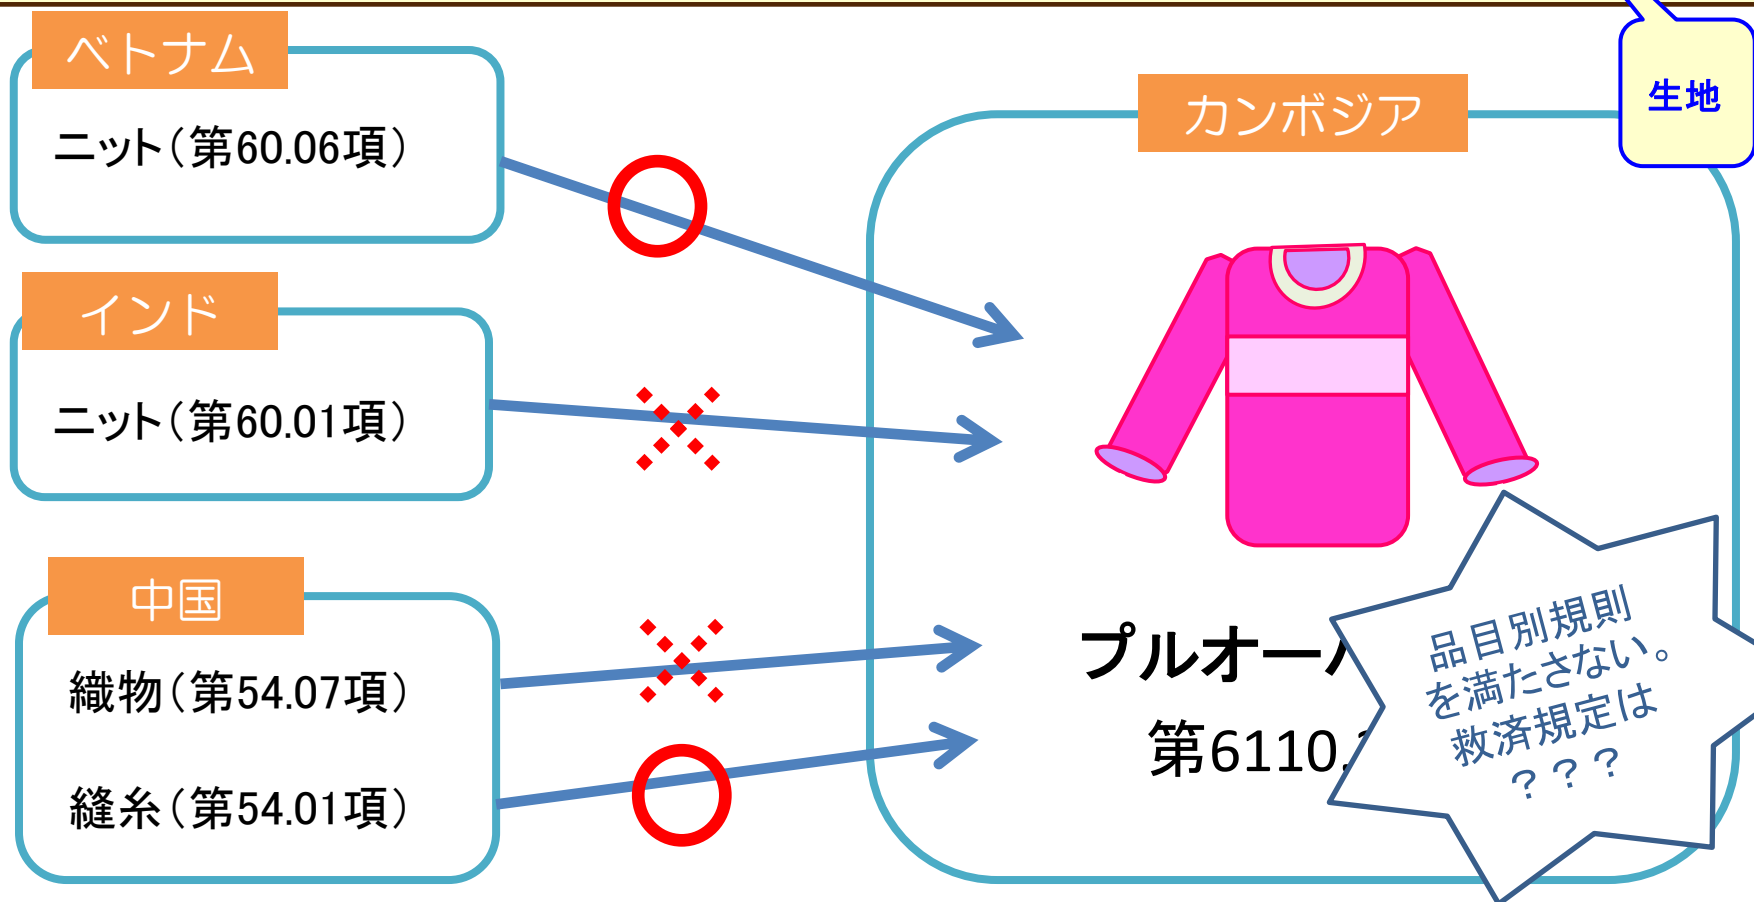 生地
ベトナム
ニット（第60.06項）
カンボジア
インド
ニット（第60.01項）
中国
織物（第54.07項）
縫糸（第54.01項）
プルオー
第6110.
品目別規則
を満たさない。
救済規定は
？？？